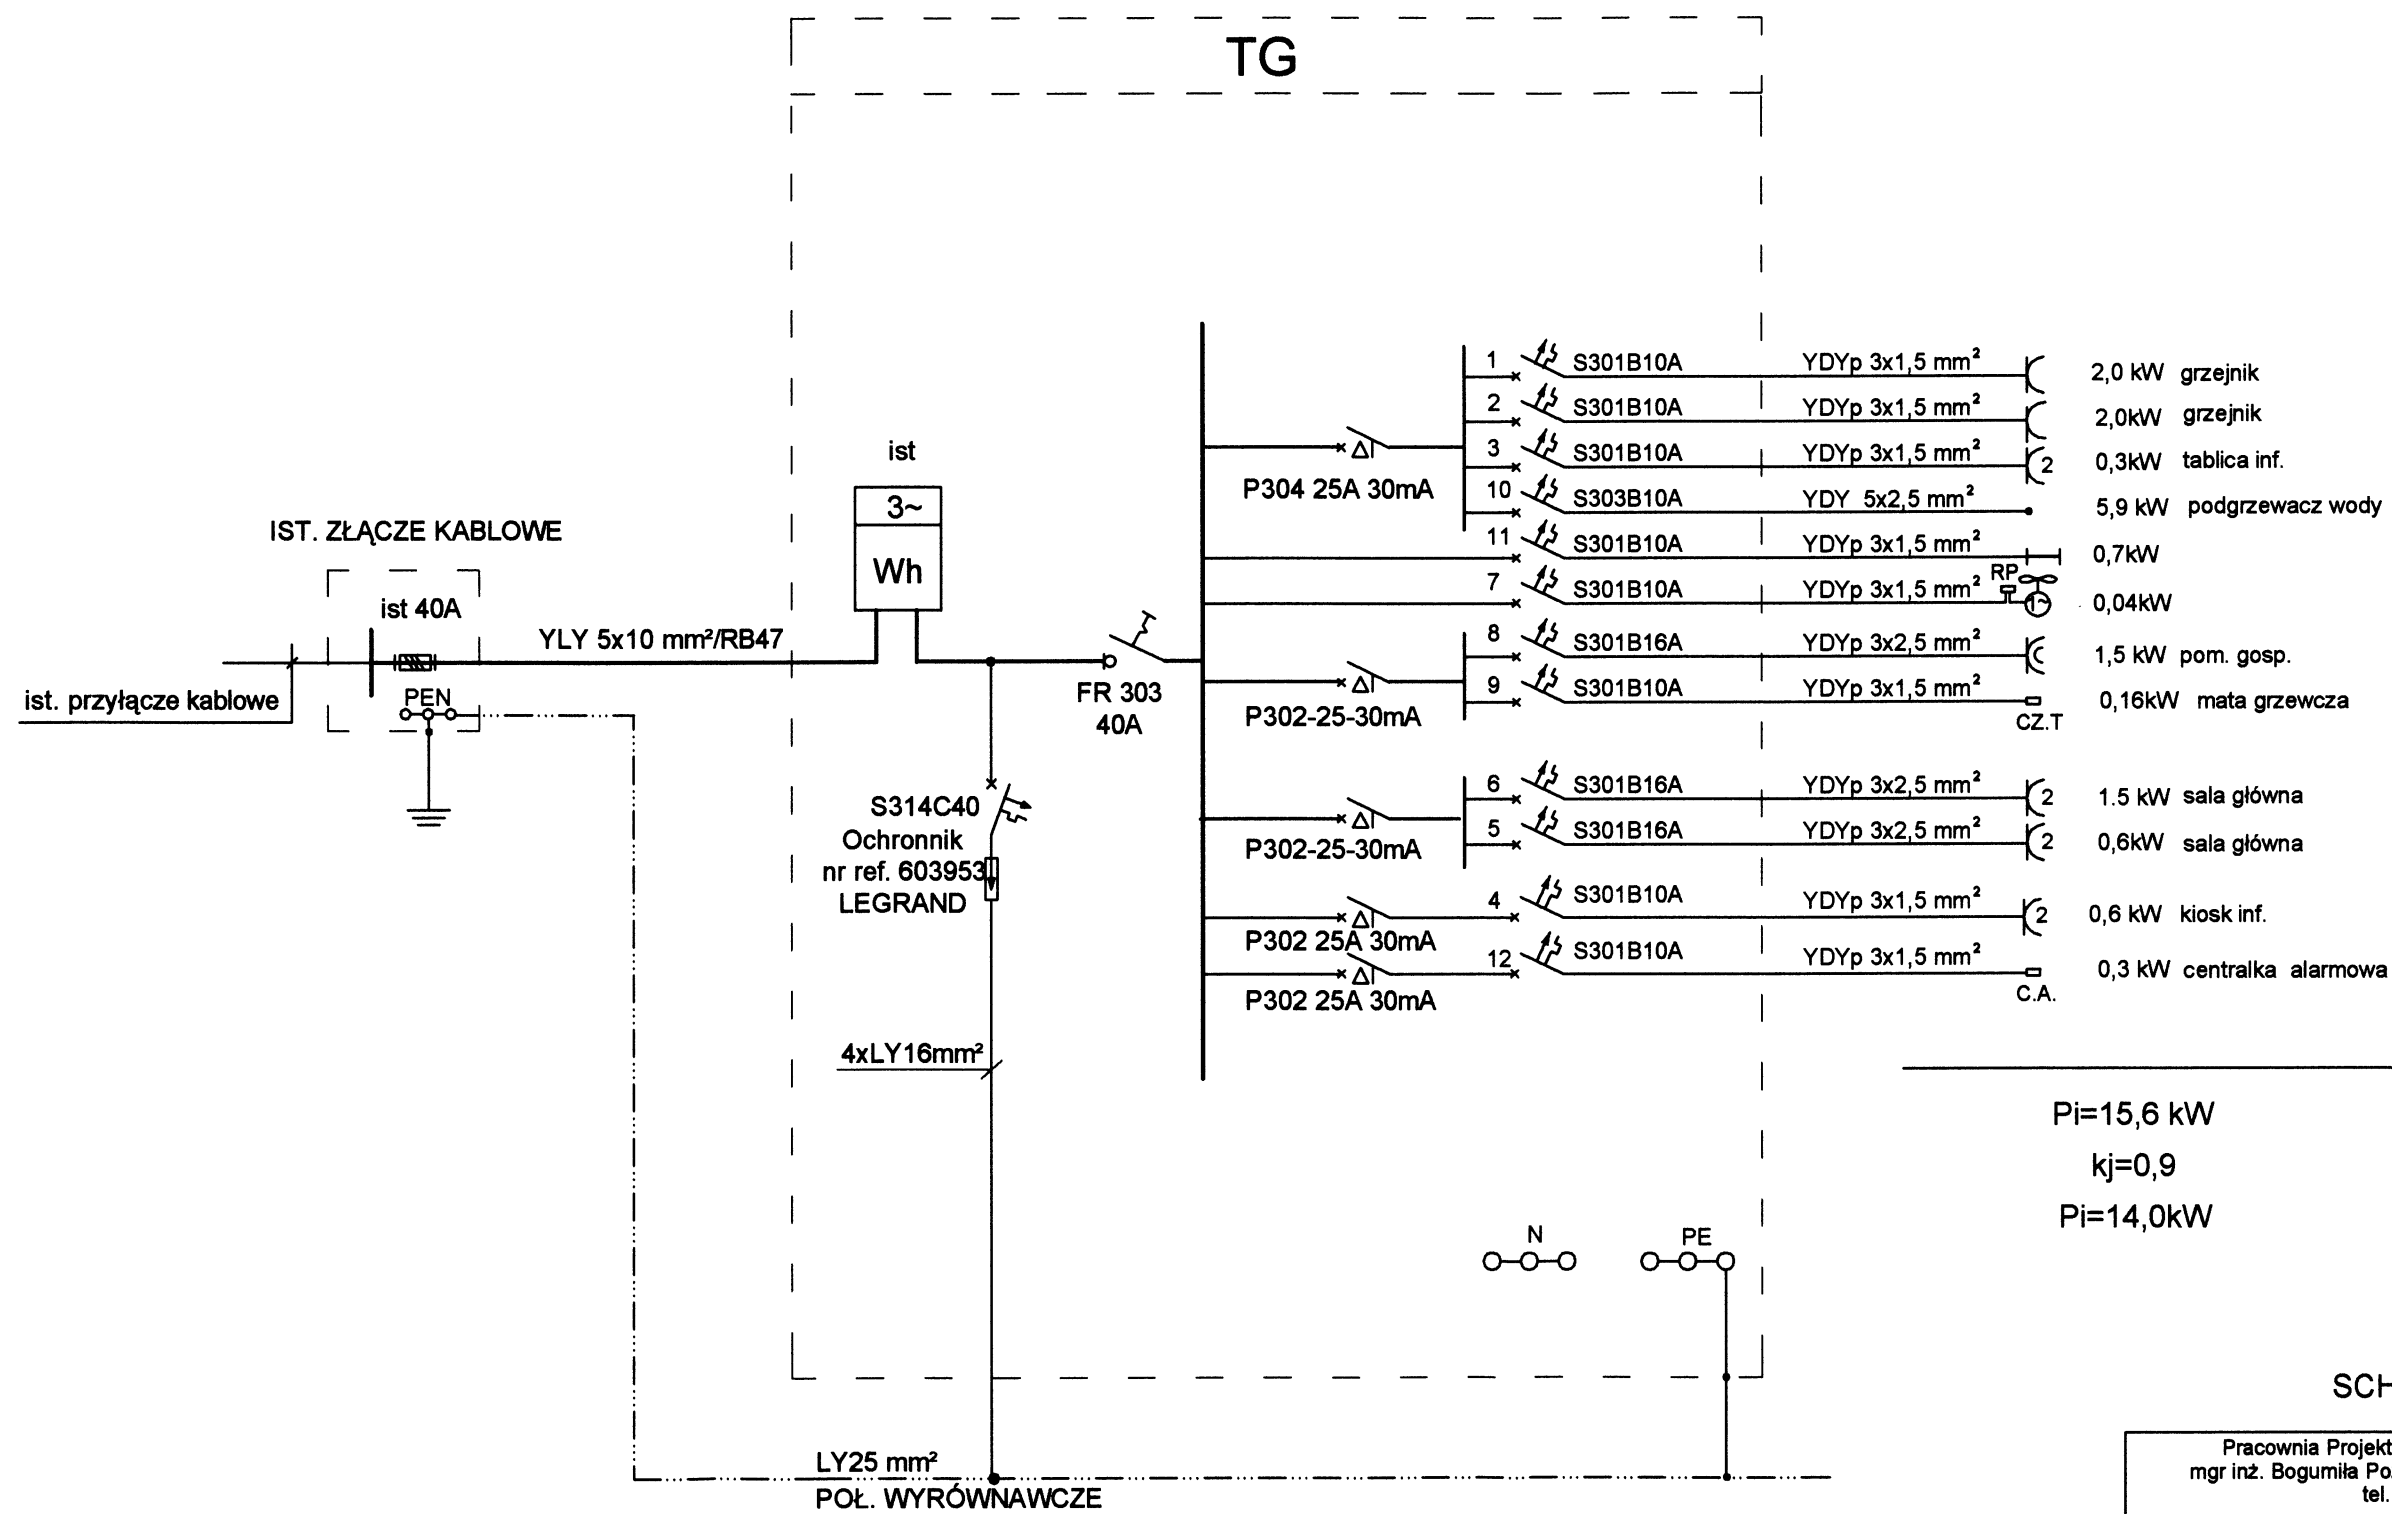 TG
ist
3~
Wh
IST. ZŁĄCZE KABLOWE
ist 40A
YLY 5x10 mm²/RB47
ist. przyłącze kablowe
PEN
FR 303
40A
S314C40
Ochronnik
nr ref. 603953
LEGRAND
4xLY16mm²
P304 25A 30mA
P302-25-30mA
P302-25-30mA
P302 25A 30mA
P302 25A 30mA
1 S301B10A YDYp 3x1,5 mm² 2,0 kW grzejnik
2 S301B10A YDYp 3x1,5 mm² 2,0kW grzejnik
3 S301B10A YDYp 3x1,5 mm² 2 0,3kW tablica inf.
10 S303B10A YDY 5x2,5 mm² 5,9 kW podgrzewacz wody
11 S301B10A YDYp 3x1,5 mm² 0,7kW
7 S301B10A YDYp 3x1,5 mm² RP 1~ 0,04kW
8 S301B16A YDYp 3x2,5 mm² 1,5 kW pom. gosp.
9 S301B10A YDYp 3x1,5 mm² 0,16kW mata grzewcza
CZ.T
6 S301B16A YDYp 3x2,5 mm² 2 1.5 kW sala główna
5 S301B16A YDYp 3x2,5 mm² 2 0,6kW sala główna
4 S301B10A YDYp 3x1,5 mm² 2 0,6 kW kiosk inf.
12 S301B10A YDYp 3x1,5 mm² 0,3 kW centralka alarmowa
C.A.
Pi=15,6 kW
kj=0,9
Pi=14,0kW
N
PE
LY25 mm²
POŁ. WYRÓWNAWCZE
SCH
Pracownia Projekt
mgr inż. Bogumiła Po
tel.